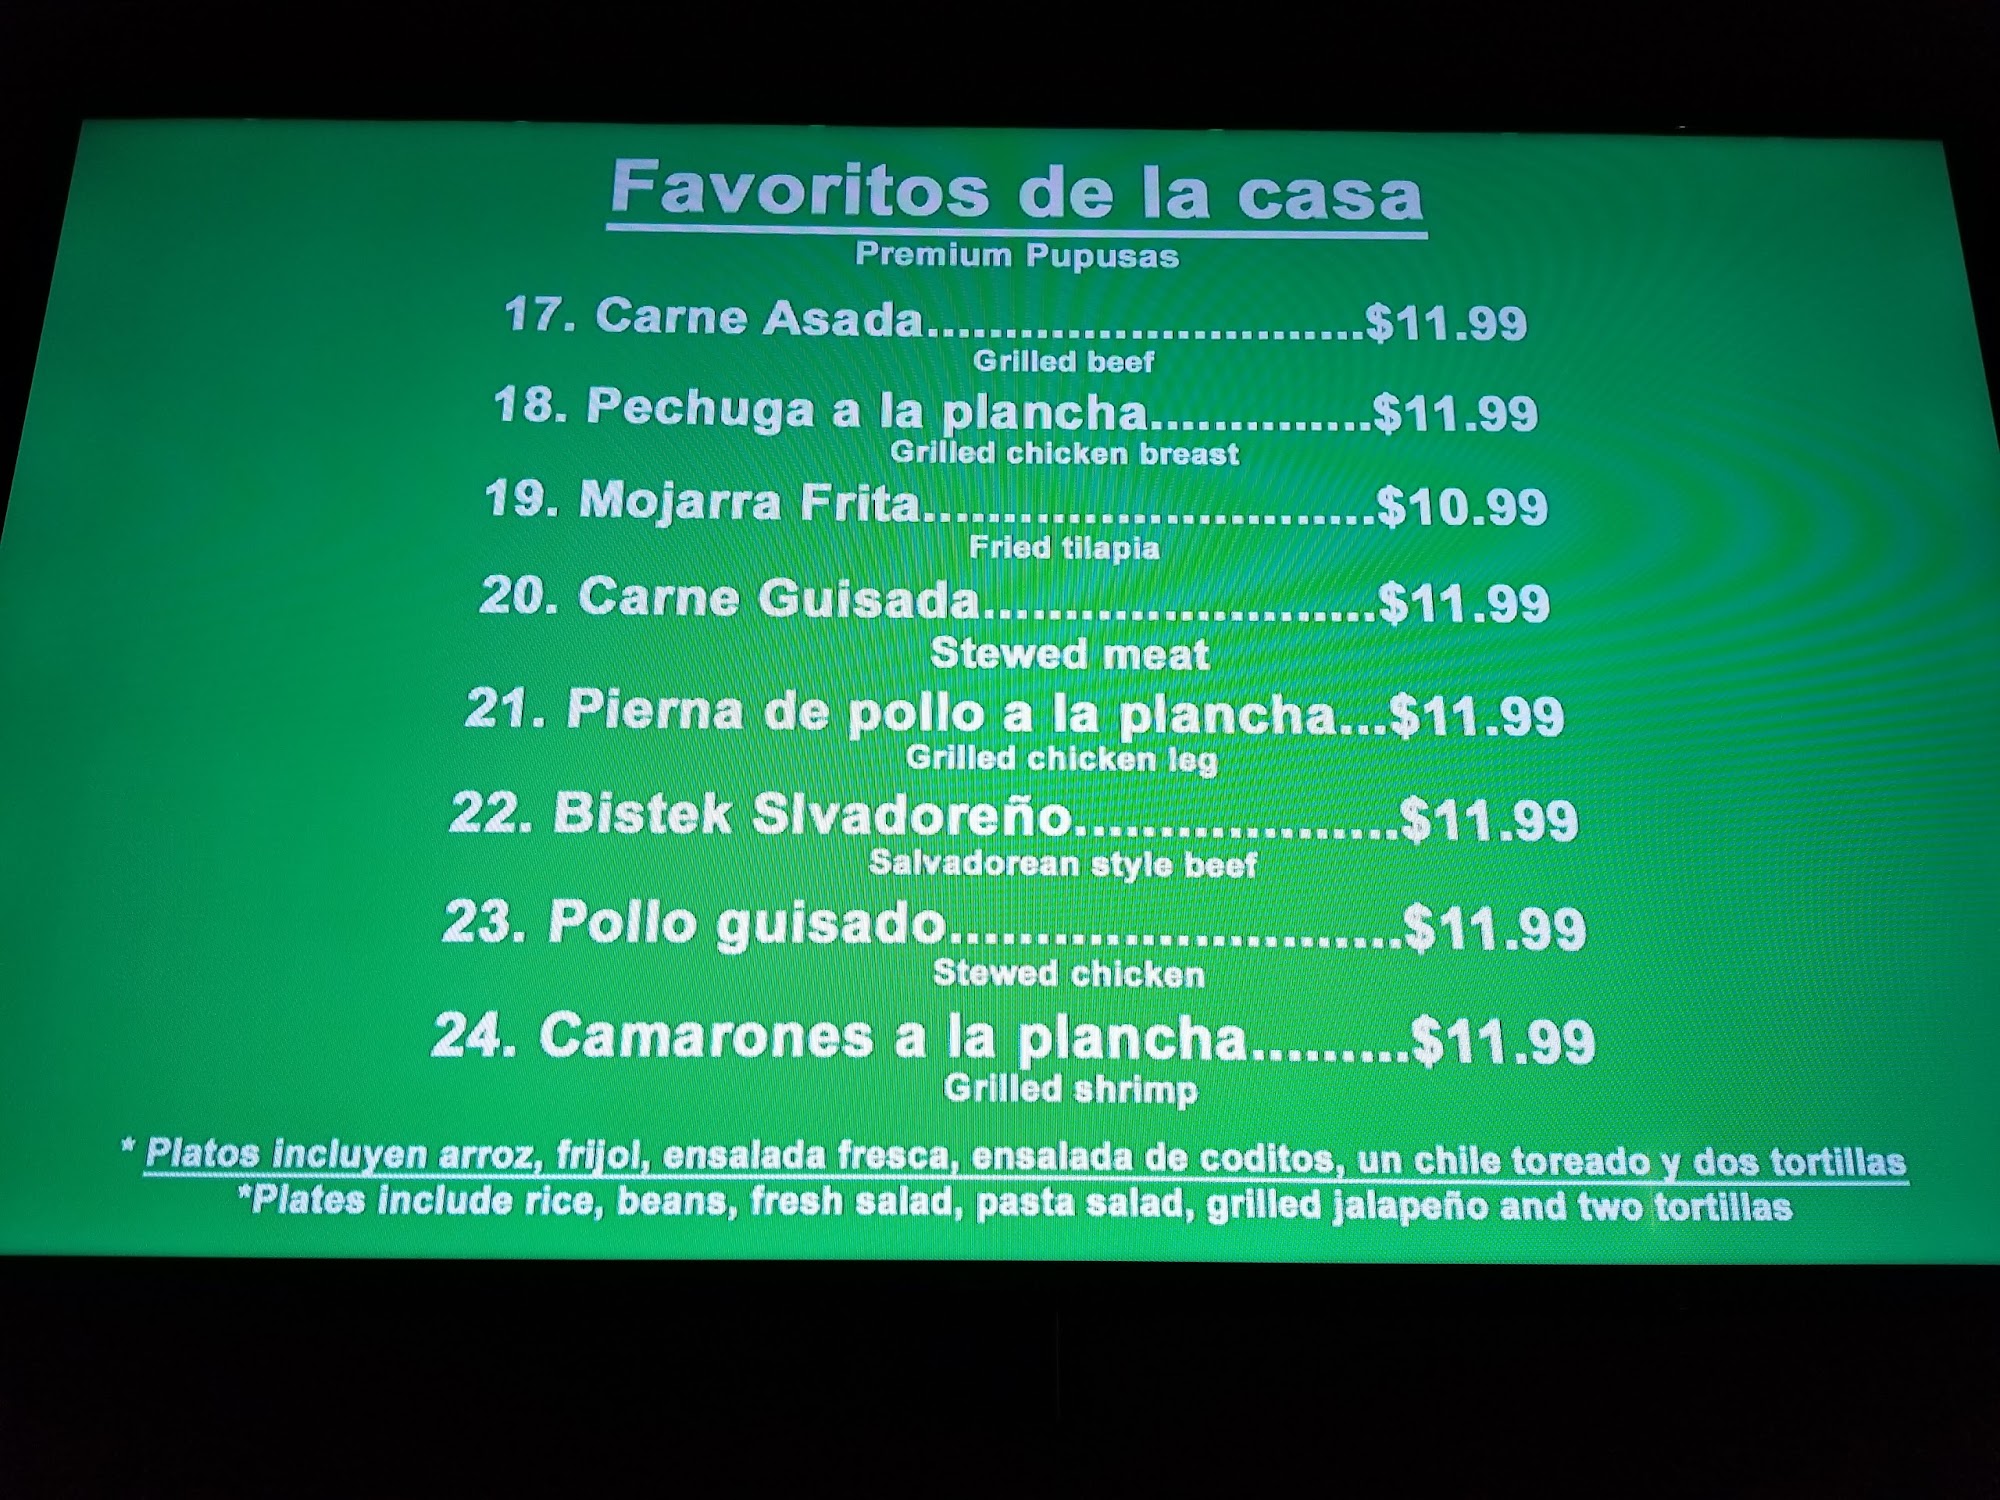 Favoritos de la casa
Premium Pupusas
17. Carne Asada............................$11.99
Grilled beef
18. Pechuga a la plancha..............$11.99
Grilled chicken breast
19. Mojarra Frita.............................$10.99
Fried tilapia
20. Carne Guisada.........................$11.99
Stewed meat
21. Pierna de pollo a la plancha...$11.99
Grilled chicken leg
22. Bistek Slvadoreño...................$11.99
Salvadorean style beef
23. Pollo guisado..........................$11.99
Stewed chicken
24. Camarones a la plancha.........$11.99
Grilled shrimp
* Platos incluyen arroz, frijol, ensalada fresca, ensalada de coditos, un chile toreado y dos tortillas
*Plates include rice, beans, fresh salad, pasta salad, grilled jalapeño and two tortillas